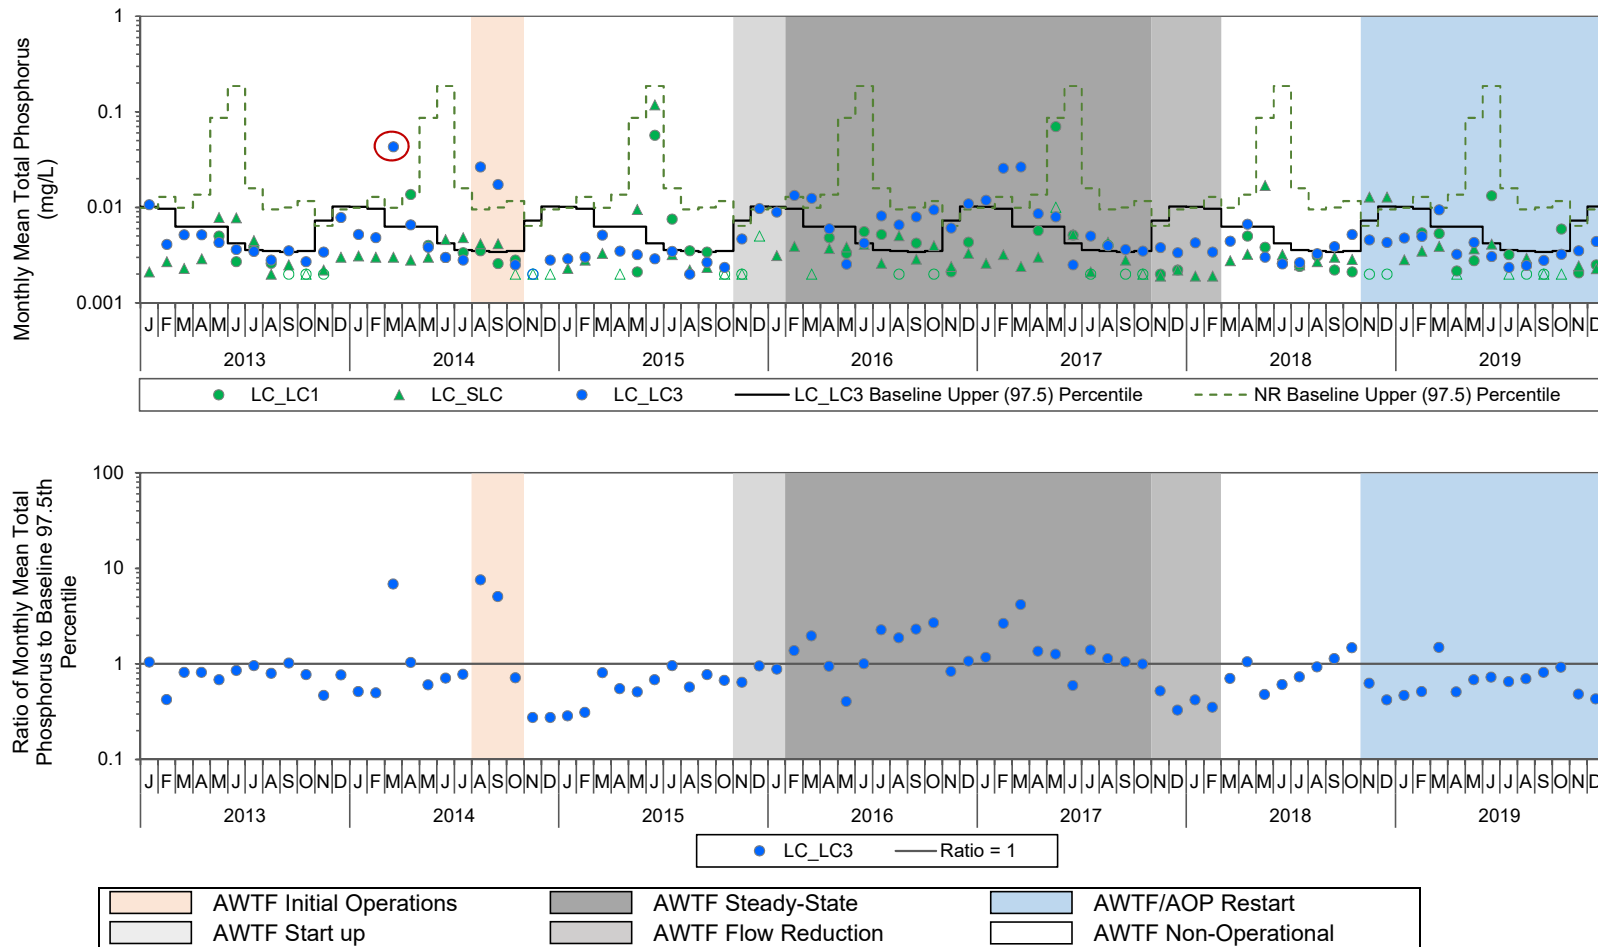 Monthly Mean Total Phosphorus
(mg/L)
1
0.1
0.01
0.001
J F M A M J J A S O N D J F M A M J J A S O N D J F M A M J J A S O N D J F M A M J J A S O N D J F M A M J J A S O N D J F M A M J J A S O N D J F M A M J J A S O N D
2013 2014 2015 2016 2017 2018 2019
LC_LC1 LC_SLC LC_LC3 LC_LC3 Baseline Upper (97.5) Percentile NR Baseline Upper (97.5) Percentile
Ratio of Monthly Mean Total
Phosphorus to Baseline 97.5th
Percentile
100
10
1
0.1
J F M A M J J A S O N D J F M A M J J A S O N D J F M A M J J A S O N D J F M A M J J A S O N D J F M A M J J A S O N D J F M A M J J A S O N D J F M A M J J A S O N D
2013 2014 2015 2016 2017 2018 2019
LC_LC3 Ratio = 1
AWTF Initial Operations AWTF Steady-State AWTF/AOP Restart
AWTF Start up AWTF Flow Reduction AWTF Non-Operational